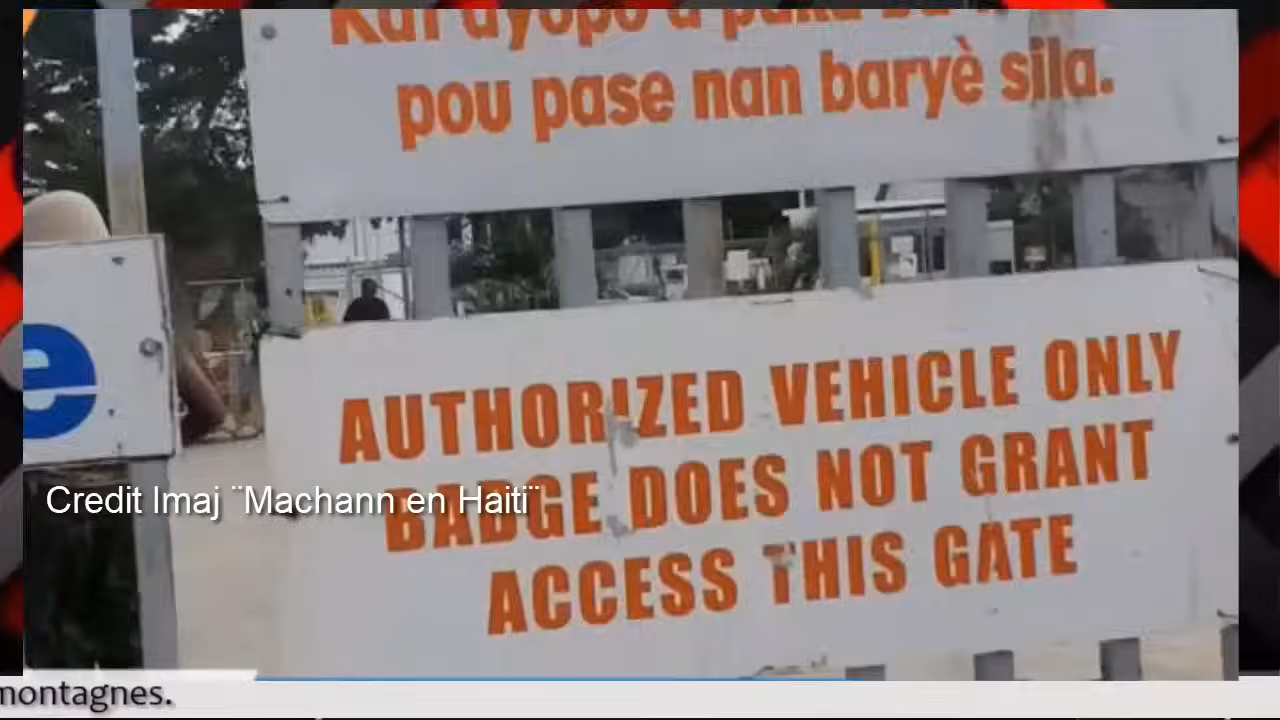 pou pase nan baryè sila.
e
AUTHORIZED VEHICLE ONLY
BADGE DOES NOT GRANT
ACCESS THIS GATE
Credit Imaj ¨Machann en Haiti¨
montagnes.